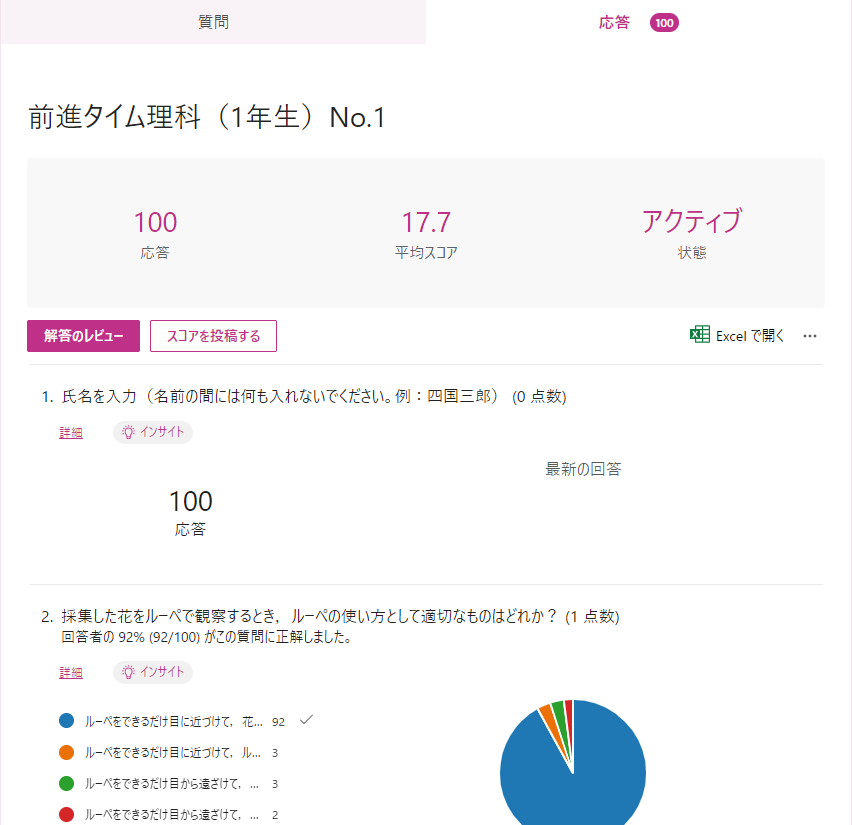 質問
応答 100
前進タイム理科（1年生）No.1
100
応答
17.7
平均スコア
アクティブ
状態
解答のレビュー
スコアを投稿する
Excel で開く
...
1. 氏名を入力（名前の間には何も入れないでください。例：四国三郎） (0 点数)
詳細
インサイト
100
応答
最新の回答
2. 採集した花をルーペで観察するとき，ルーペの使い方として適切なものはどれか？ (1 点数)
回答者の 92% (92/100) がこの質問に正解しました。
詳細
インサイト
ルーペをできるだけ目に近づけて，花... 92
ルーペをできるだけ目に近づけて，ル... 3
ルーペをできるだけ目から遠ざけて，... 3
ルーペをできるだけ目から遠ざけて，... 2